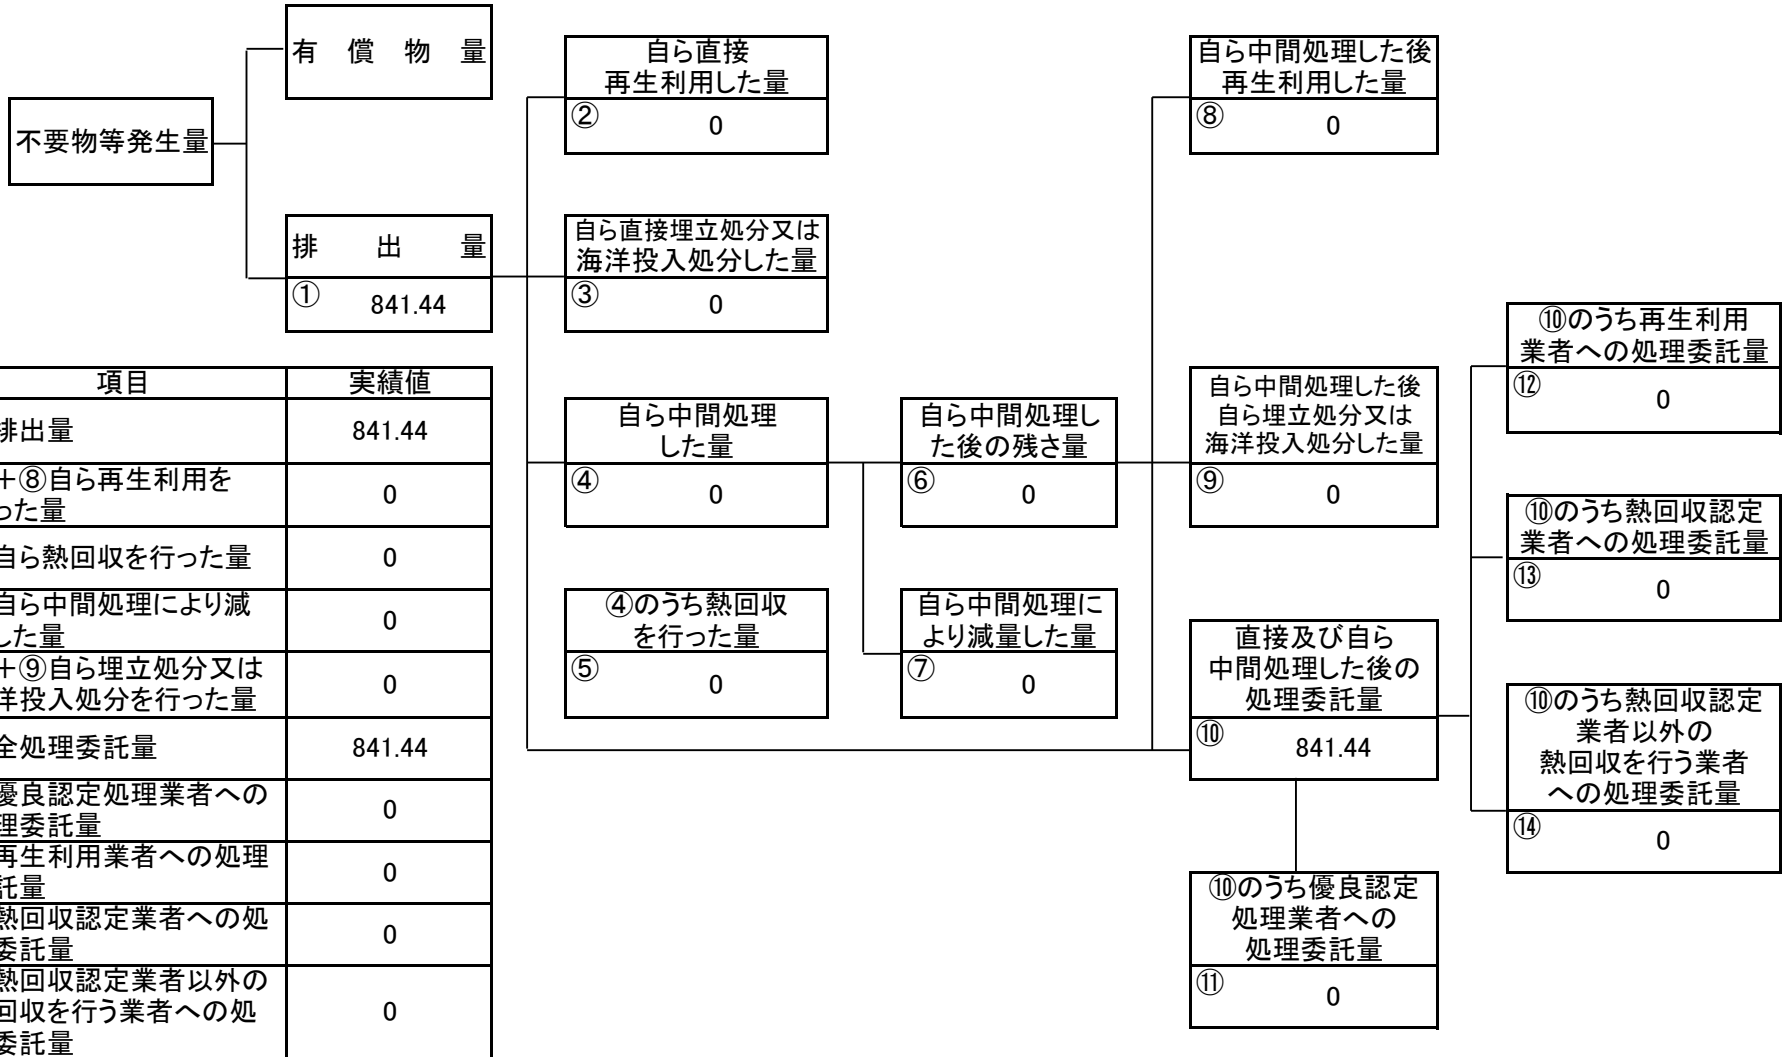 有　償　物　量
不要物等発生量
排　出　量
① 841.44
自ら直接
再生利用した量
② 0
自ら直接埋立処分又は
海洋投入処分した量
③ 0
自ら中間処理
した量
④ 0
④のうち熱回収
を行った量
⑤ 0
自ら中間処理し
た後の残さ量
⑥ 0
自ら中間処理に
より減量した量
⑦ 0
自ら中間処理した後
再生利用した量
⑧ 0
自ら中間処理した後
自ら埋立処分又は
海洋投入処分した量
⑨ 0
直接及び自ら
中間処理した後の
処理委託量
⑩ 841.44
⑩のうち優良認定
処理業者への
処理委託量
⑪ 0
⑩のうち再生利用
業者への処理委託量
⑫ 0
⑩のうち熱回収認定
業者への処理委託量
⑬ 0
⑩のうち熱回収認定
業者以外の
熱回収を行う業者
への処理委託量
⑭ 0
項目 実績値
排出量 841.44
＋⑧自ら再生利用を
った量 0
自ら熱回収を行った量 0
自ら中間処理により減
した量 0
＋⑨自ら埋立処分又は
洋投入処分を行った量 0
全処理委託量 841.44
優良認定処理業者への
理委託量 0
再生利用業者への処理
託量 0
熱回収認定業者への処
委託量 0
熱回収認定業者以外の
回収を行う業者への処
委託量 0